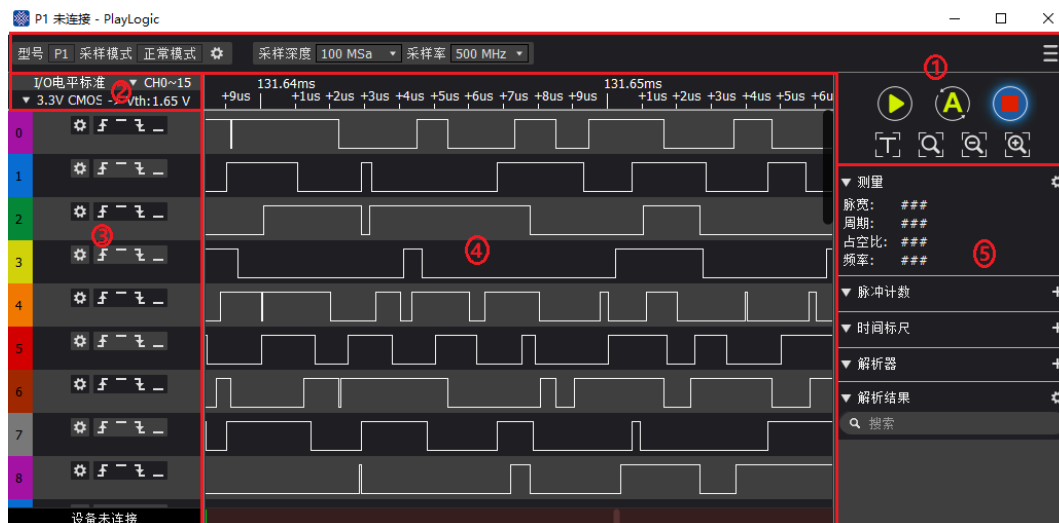 P1 未连接 - PlayLogic
型号 P1 采样模式 正常模式 采样深度 100 MSa 采样率 500 MHz
①
I/O电平标准 CH0~15
②
3.3V CMOS -> Vth:1.65 V
131.64ms 131.65ms
+9us +1us +2us +3us +4us +5us +6us +7us +8us +9us +1us +2us +3us +4us +5us +6u
A
T
0
1
2
③
3
4
5
6
7
8
④
测量
脉宽: ###
周期: ###
占空比: ###
频率: ###
⑤
脉冲计数
时间标尺
解析器
解析结果
搜索
设备未连接